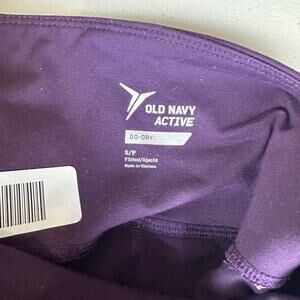 OLD NAVY
ACTIVE
GO-DRY
S/P
Fitted/Ajusté
Made in Vietnam